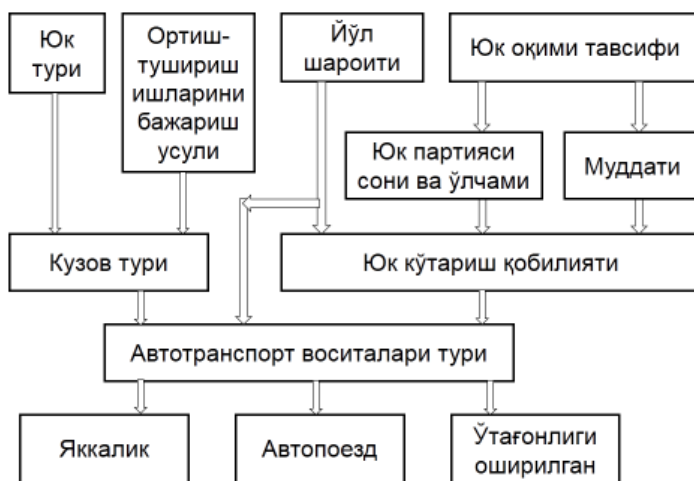 Юк
тури
Ортиш-
тушириш
ишларини
бажариш
усули
Йўл
шароити
Юк оқими тавсифи
Юк партияси
сони ва ўлчами
Муддати
Кузов тури
Юк кўтариш қобилияти
Автотранспорт воситалари тури
Яккалик
Автопоезд
Ўтағонлиги
оширилган